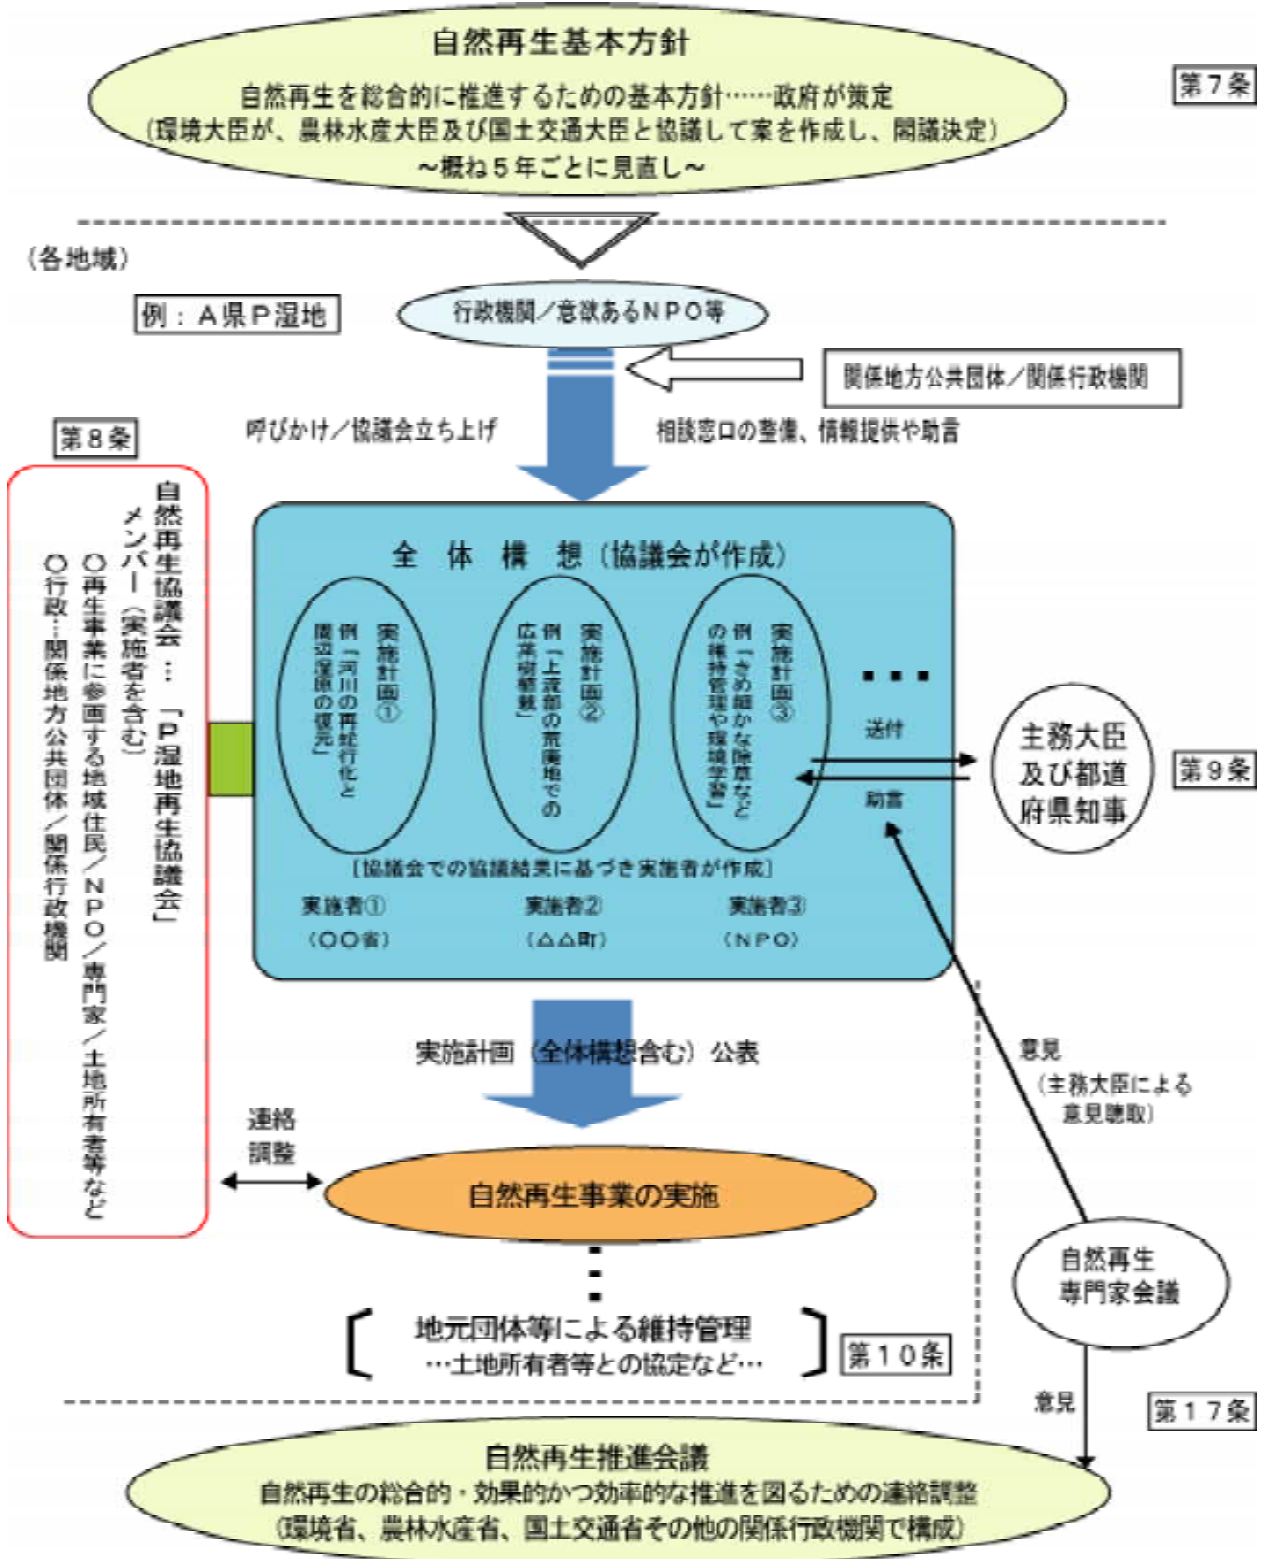 自然再生基本方針
自然再生を総合的に推進するための基本方針……政府が策定
(環境大臣が、農林水産大臣及び国土交通大臣と協議して案を作成し、閣議決定)
～概ね５年ごとに見直し～
第７条
(各地域)
例：Ａ県Ｐ湿地
行政機関／意欲あるＮＰＯ等
関係地方公共団体／関係行政機関
呼びかけ／協議会立ち上げ
相談窓口の整備、情報提供や助言
第８条
自然再生協議会…「Ｐ湿地再生協議会」
メンバー（実施者を含む）
○再生事業に参画する地域住民／ＮＰＯ／専門家／土地所有者等など
○行政…関係地方公共団体／関係行政機関
全体構想(協議会が作成)
実施計画①
例「河川の再蛇行化と
周辺湿原の復元」
実施計画②
例「上流部の荒廃地での
広葉樹植栽」
実施計画③
例「きめ細かな除草など
の維持管理や環境学習」
…
送付
助言
主務大臣
及び都道
府県知事
第９条
[協議会での協議結果に基づき実施者が作成]
実施者①
(○○省)
実施者②
(△△町)
実施者③
(ＮＰＯ)
実施計画（全体構想含む）公表
意見
(主務大臣による
意見聴取)
連絡
調整
自然再生事業の実施
自然再生
専門家会議
地元団体等による維持管理
…土地所有者等との協定など…
第１０条
意見
第１７条
自然再生推進会議
自然再生の総合的・効果的かつ効率的な推進を図るための連絡調整
(環境省、農林水産省、国土交通省その他の関係行政機関で構成)